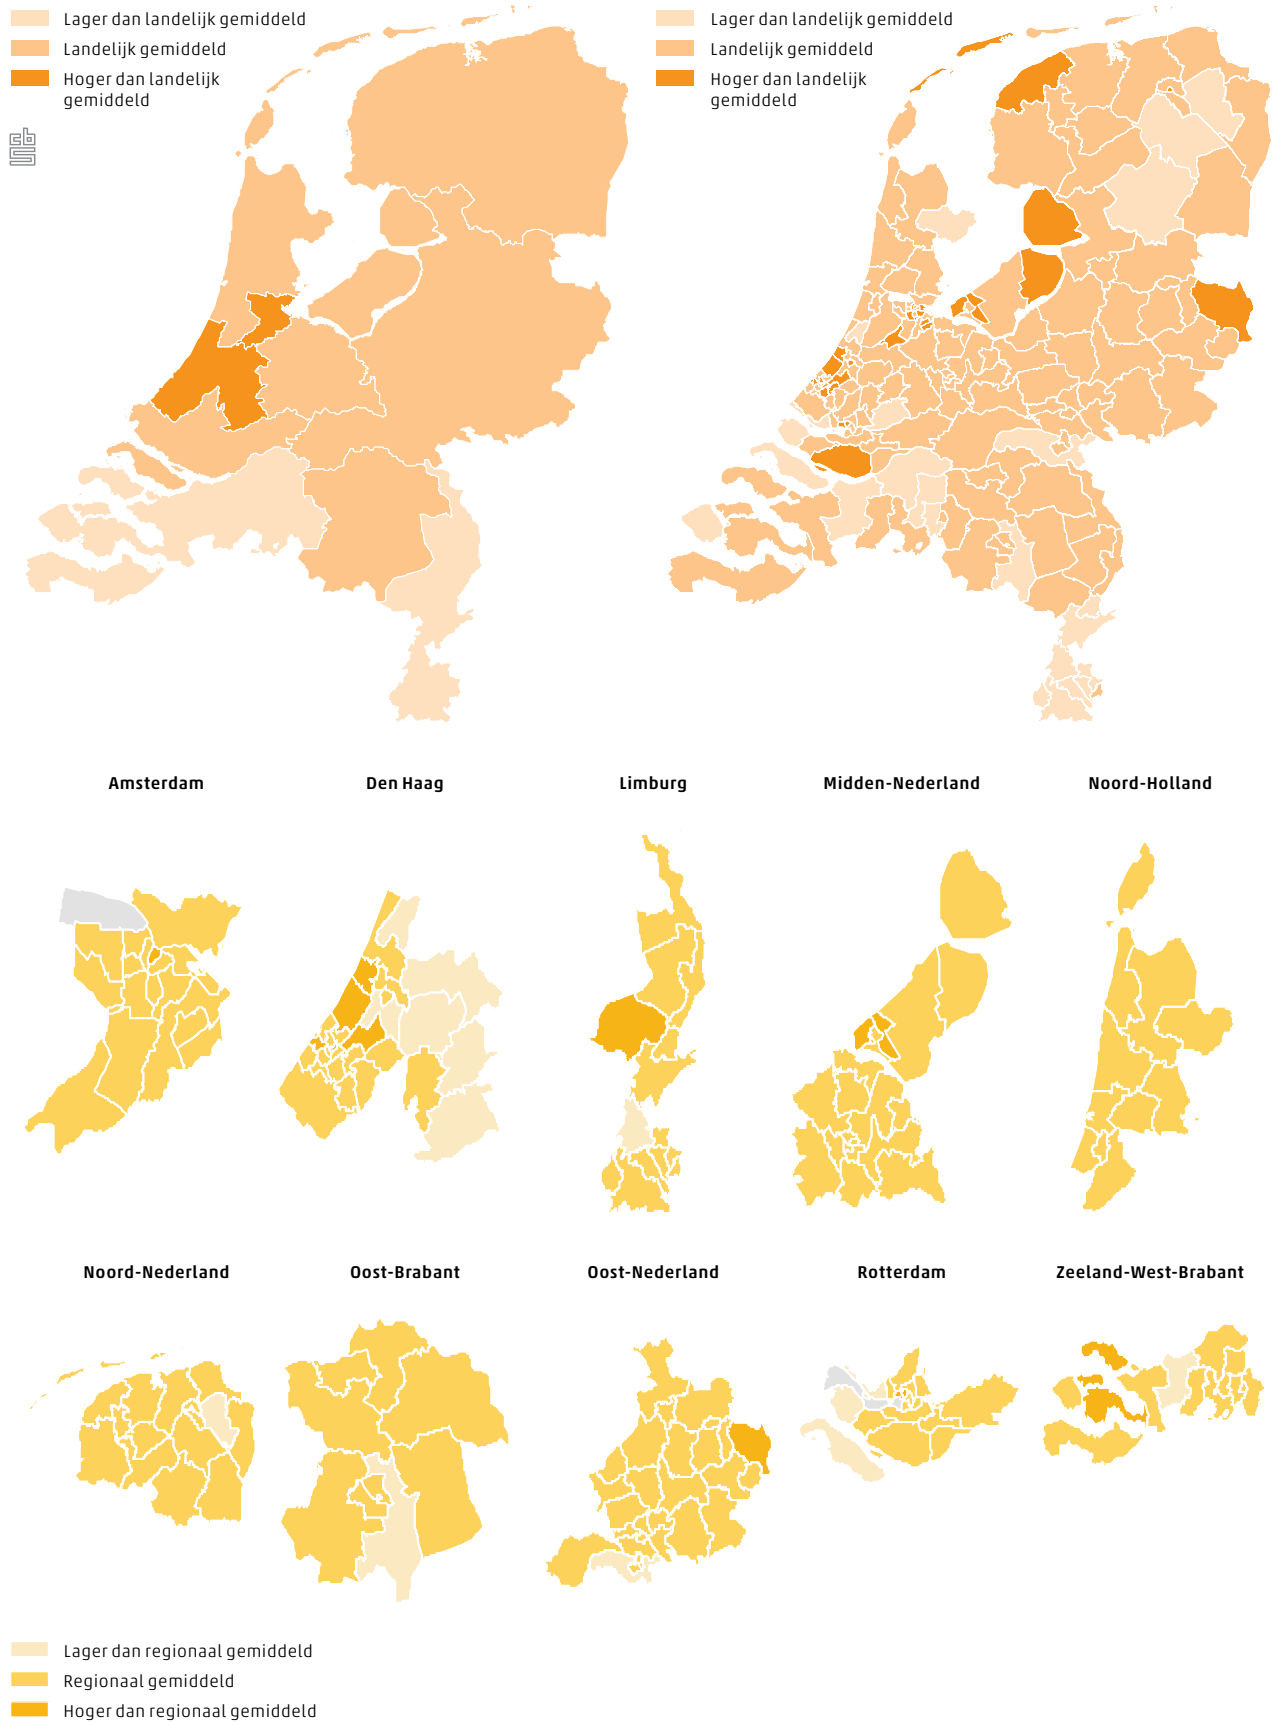 Lager dan landelijk gemiddeld
Landelijk gemiddeld
Hoger dan landelijk
gemiddeld
Lager dan landelijk gemiddeld
Landelijk gemiddeld
Hoger dan landelijk
gemiddeld
cbs
Amsterdam
Den Haag
Limburg
Midden-Nederland
Noord-Holland
Noord-Nederland
Oost-Brabant
Oost-Nederland
Rotterdam
Zeeland-West-Brabant
Lager dan regionaal gemiddeld
Regionaal gemiddeld
Hoger dan regionaal gemiddeld